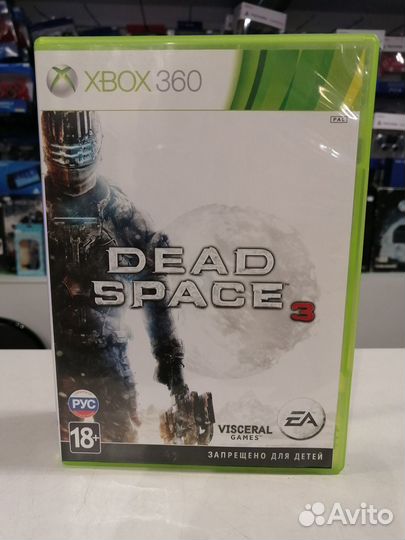 XBOX 360
PAL
DEAD
SPACE 3
РУС
18+
VISCERAL
GAMES
EA
ЗАПРЕЩЕНО ДЛЯ ДЕТЕЙ
Avito